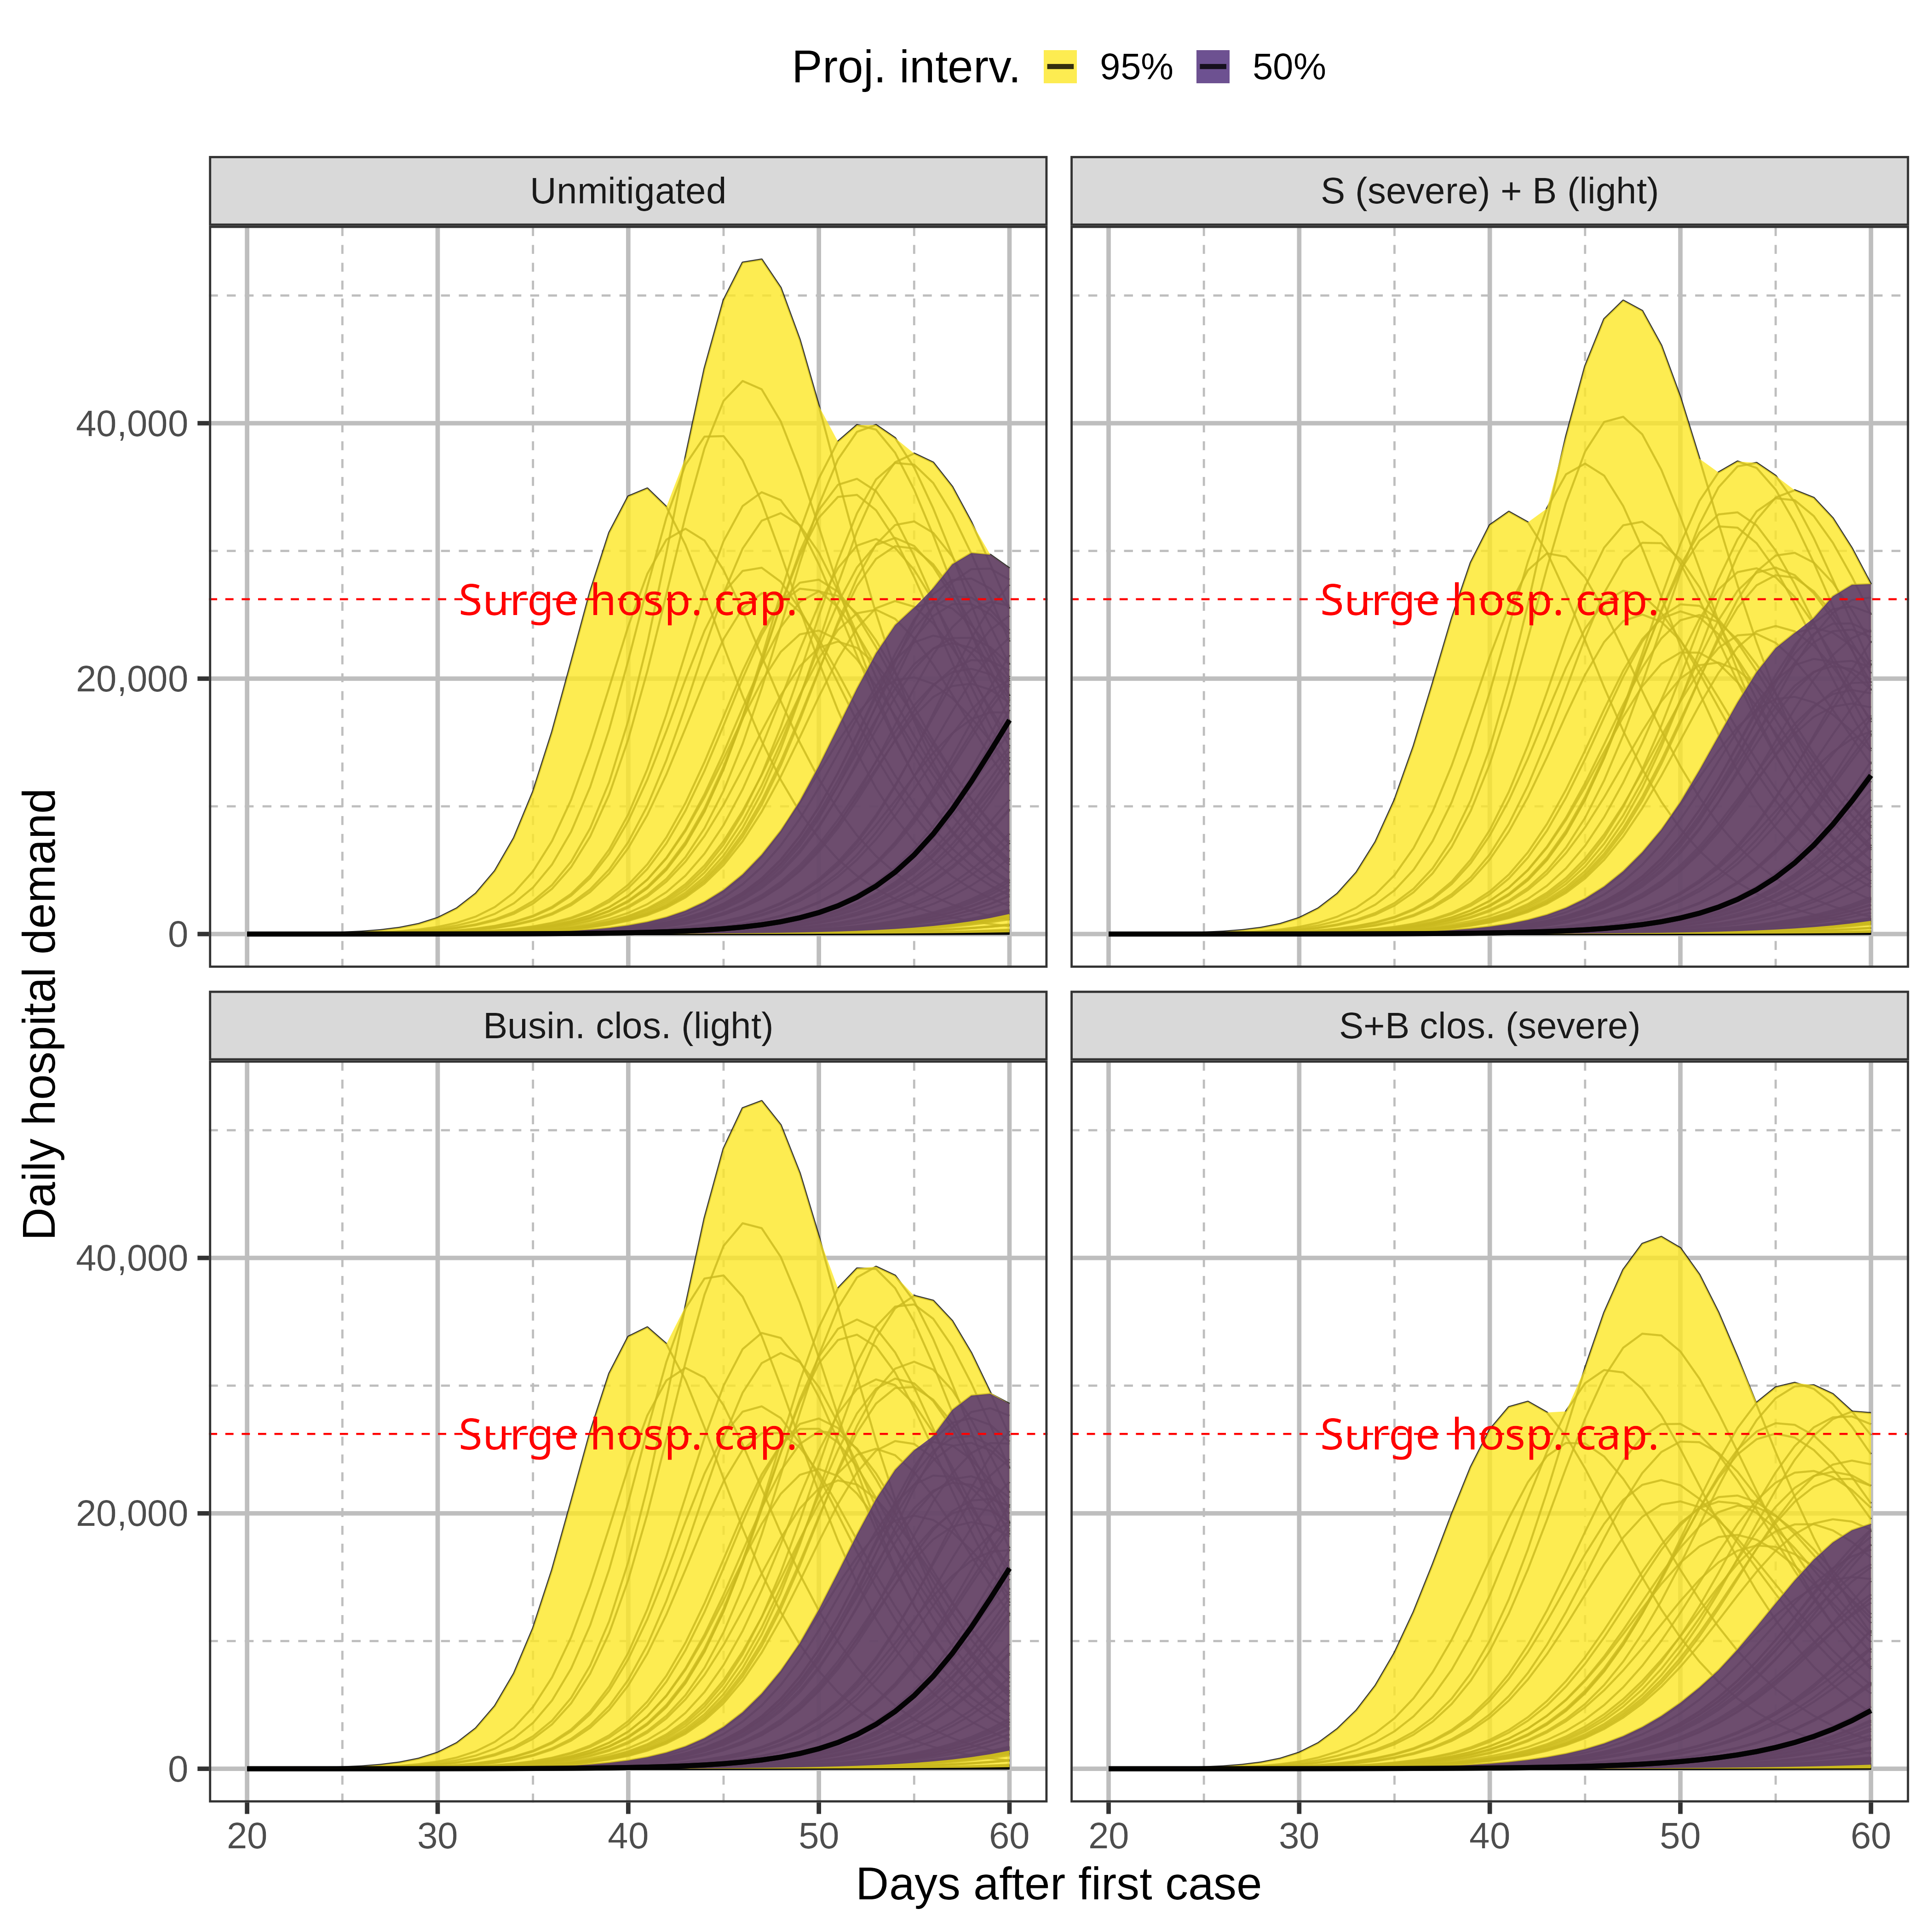 Proj. interv. 95% 50%
Unmitigated
S (severe) + B (light)
40,000
20,000
0
Surge hosp. cap.
Surge hosp. cap.
Busin. clos. (light)
S+B clos. (severe)
40,000
20,000
0
Surge hosp. cap.
Surge hosp. cap.
Daily hospital demand
20 30 40 50 60
20 30 40 50 60
Days after first case